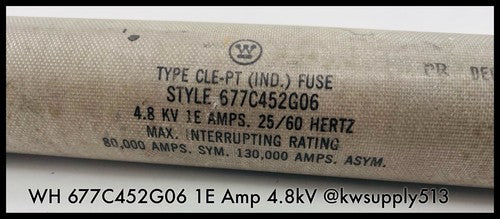 W
TYPE CLE-PT (IND.) FUSE
STYLE 677C452G06
4.8 KV 1E AMPS. 25/60 HERTZ
MAX. INTERRUPTING RATING
80,000 AMPS. SYM. 130,000 AMPS. ASYM.
WH 677C452G06 1E Amp 4.8kV @kwsupply513